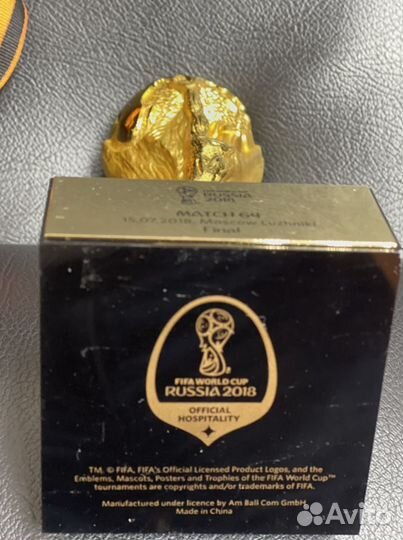 RUSSIA
2018
MATCH 64
15.07.2018, Moscow Luzhniki
Final
FIFA WORLD CUP
RUSSIA 2018
OFFICIAL
HOSPITALITY
TM, © FIFA, FIFA's Official Licensed Product Logos, and the
Emblems, Mascots, Posters and Trophies of the FIFA World Cup™
tournaments are copyrights and/or trademarks of FIFA.
Manufactured under licence by Am Ball Com GmbH
Made in China
Avito